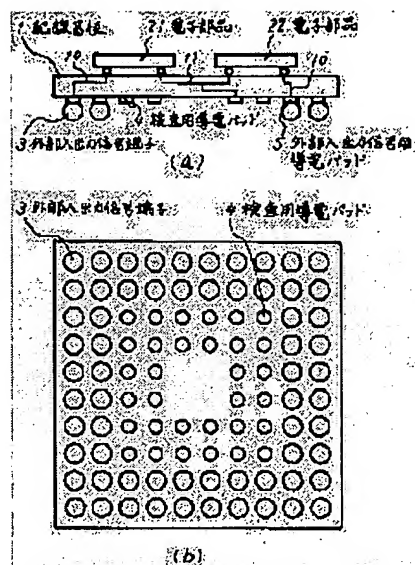 1 配線基板
21 電子部品
22 電子部品
10
11
10
3 外部入出力信号端子
4 検査用導電パッド
5 外部入出力信号用
導電パッド
(a)
3 外部入出力信号端子
4 検査用導電パッド
(b)